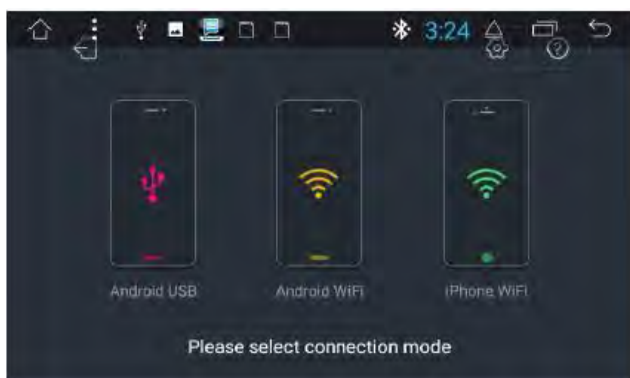 3:24
Android USB
Android WiFi
iPhone WiFi
Please select connection mode